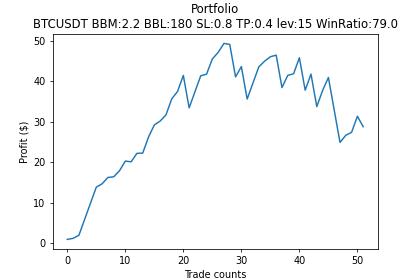 Portfolio
BTCUSDT BBM:2.2 BBL:180 SL:0.8 TP:0.4 lev:15 WinRatio:79.0
50
40
30
20
10
0
Profit ($)
0 10 20 30 40 50
Trade counts